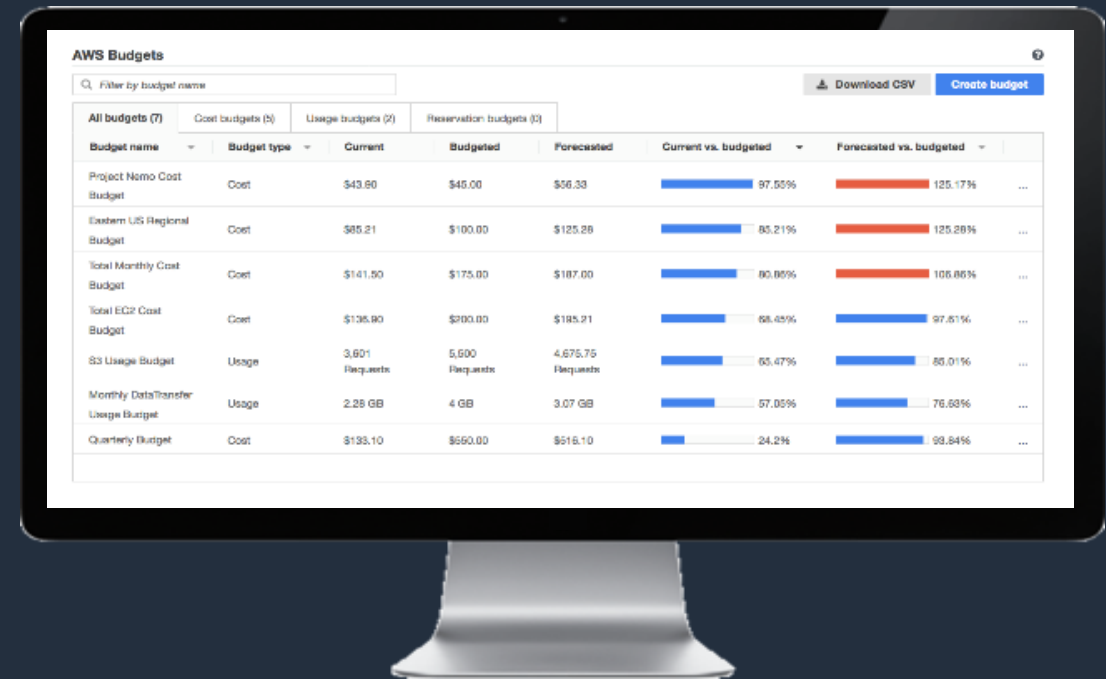 AWS Budgets
Filter by budget name
Download CSV Create budget
All budgets (7) Cost budgets (5) Usage budgets (2) Reservation budgets (0)
Budget name Budget type Current Budgeted Forecasted Current vs. budgeted Forecasted vs. budgeted
Project Nemo Cost
Budget
Cost $43.90 $45.00 $56.33 97.55% 125.17% ...
Eastern US Regional
Budget
Cost $85.21 $100.00 $125.28 85.21% 125.28% ...
Total Monthly Cost
Budget
Cost $141.50 $175.00 $187.00 80.86% 106.86% ...
Total EC2 Cost
Budget
Cost $136.90 $200.00 $195.21 68.45% 97.61% ...
S3 Usage Budget Usage
3,601 5,500 4,675.75
Requests Requests Requests
65.47% 85.01% ...
Monthly DataTransfer
Usage Budget
Usage 2.28 GB 4 GB 3.07 GB 57.05% 76.63% ...
Quarterly Budget Cost $133.10 $550.00 $516.10 24.2% 93.84% ...